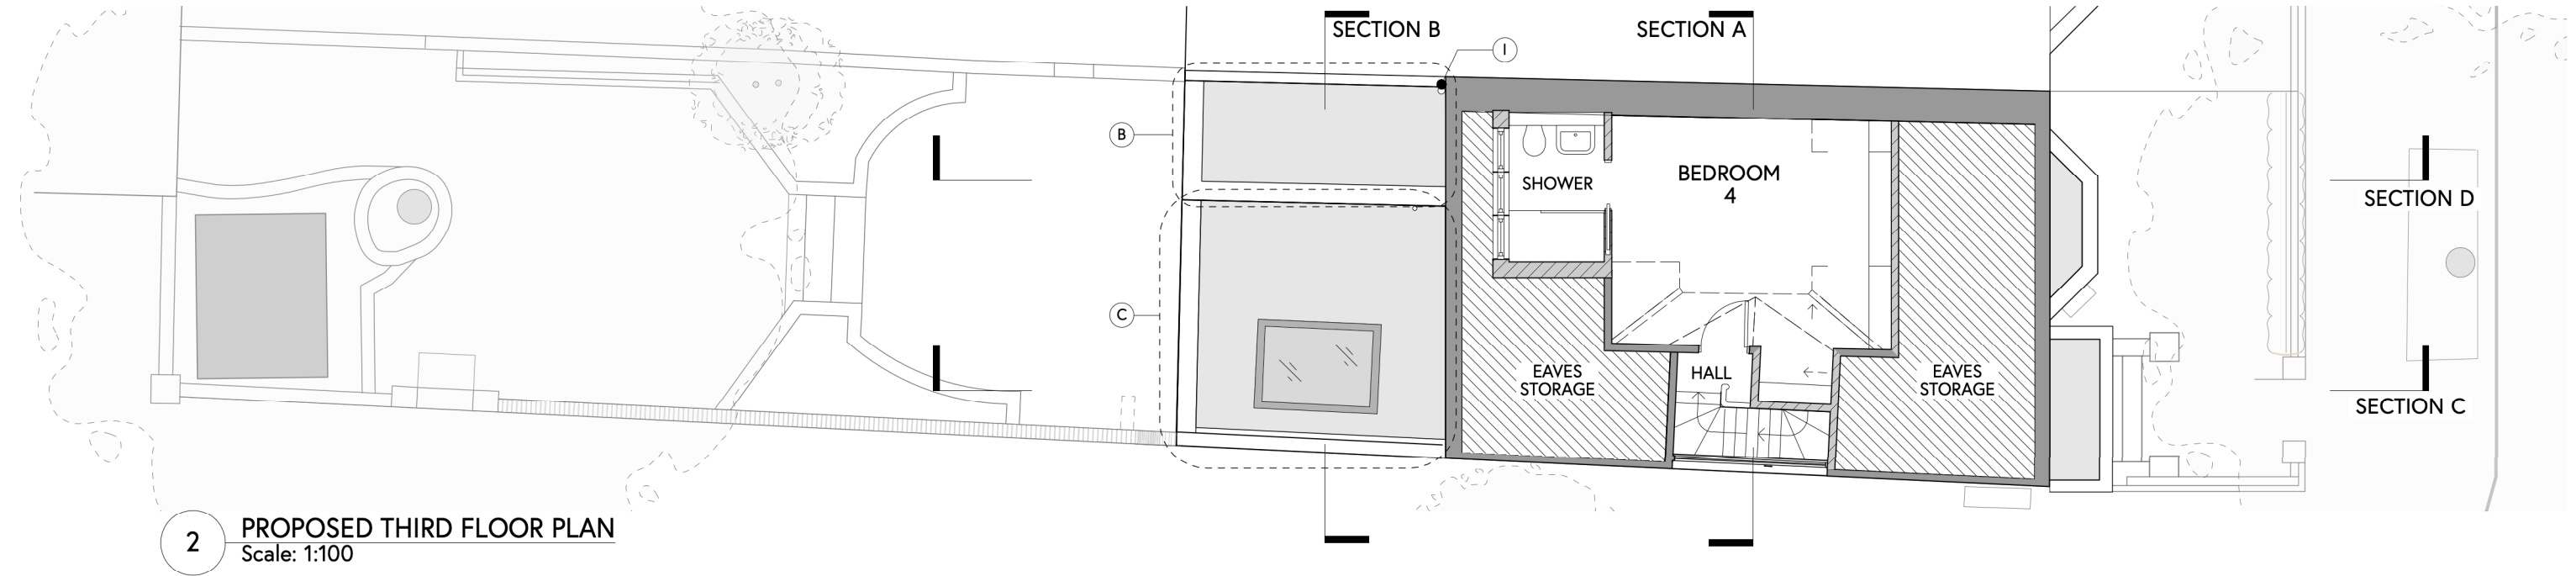 SECTION B
SECTION A
I
B
BEDROOM
4
SHOWER
SECTION D
C
EAVES
STORAGE
HALL
EAVES
STORAGE
SECTION C
2
PROPOSED THIRD FLOOR PLAN
Scale: 1:100